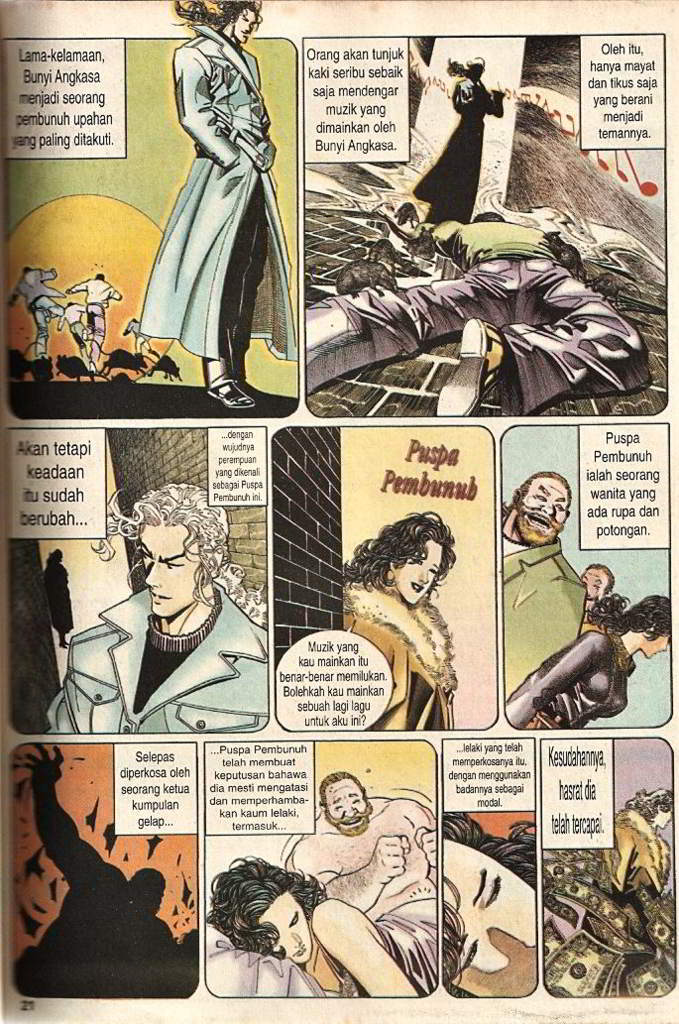 Lama-kelamaan,
Bunyi Angkasa
menjadi seorang
pembunuh upahan
yang paling ditakuti.
Orang akan tunjuk
kaki seribu sebaik
saja mendengar
muzik yang
dimainkan oleh
Bunyi Angkasa.
Oleh itu,
hanya mayat
dan tikus saja
yang berani
menjadi
temannya.
Akan tetapi
keadaan
itu sudah
berubah...
...dengan
wujudnya
perempuan
yang dikenali
sebagai Puspa
Pembunuh ini.
Puspa
Pembunuh
Muzik yang
kau mainkan itu
benar-benar memilukan.
Bolehkah kau mainkan
sebuah lagi lagu
untuk aku ini?
Puspa
Pembunuh
ialah seorang
wanita yang
ada rupa dan
potongan.
Selepas
diperkosa oleh
seorang ketua
kumpulan
gelap...
...Puspa Pembunuh
telah membuat
keputusan bahawa
dia mesti mengatasi
dan memperhamba-
kan kaum lelaki,
termasuk...
...lelaki yang telah
memperkosanya itu,
dengan menggunakan
badannya sebagai
modal.
Kesudahannya,
hasrat dia
telah tercapai.
21